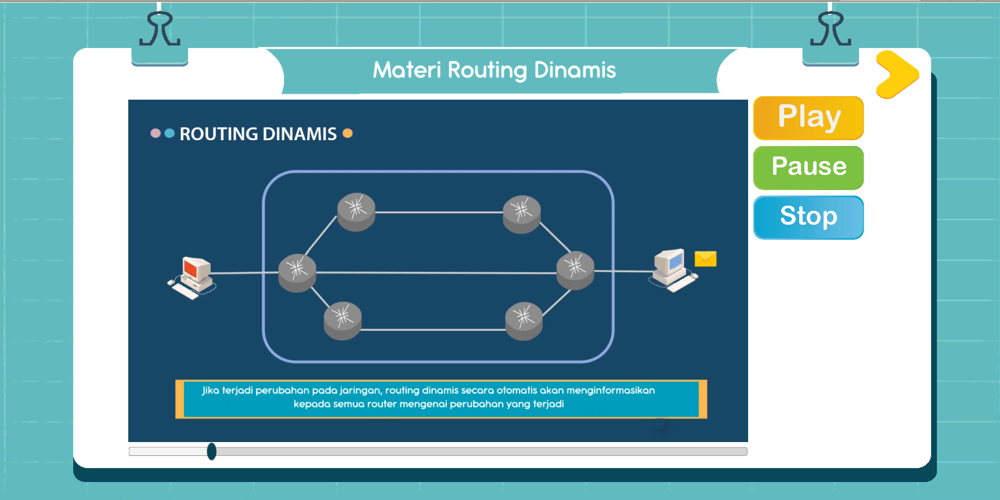 Materi Routing Dinamis
ROUTING DINAMIS
Play
Pause
Stop
Jika terjadi perubahan pada jaringan, routing dinamis secara otomatis akan menginformasikan
kepada semua router mengenai perubahan yang terjadi